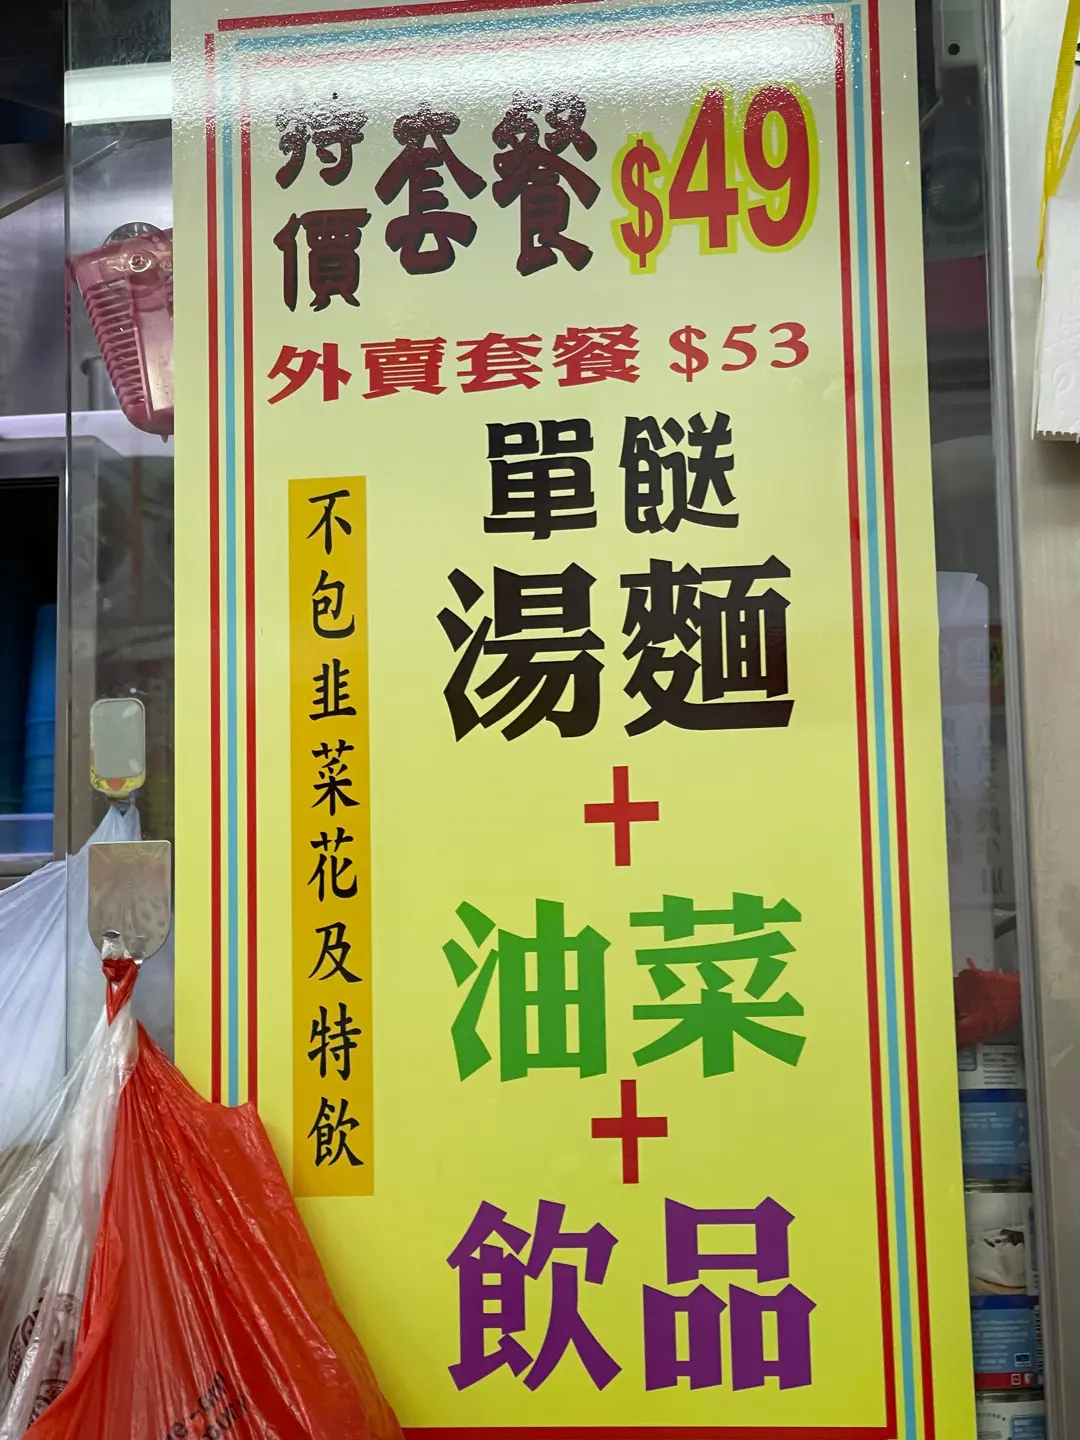 特價套餐 $49
外賣套餐 $53
單餸
湯麵
+
油菜
+
飲品
不包韭菜花及特飲